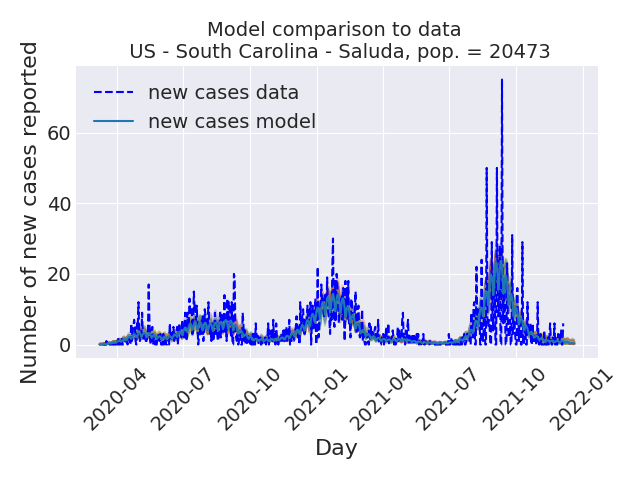 Model comparison to data
US - South Carolina - Saluda, pop. = 20473
new cases data
new cases model
Number of new cases reported
60
40
20
0
2020-04
2020-07
2020-10
2021-01
2021-04
2021-07
2021-10
2022-01
Day